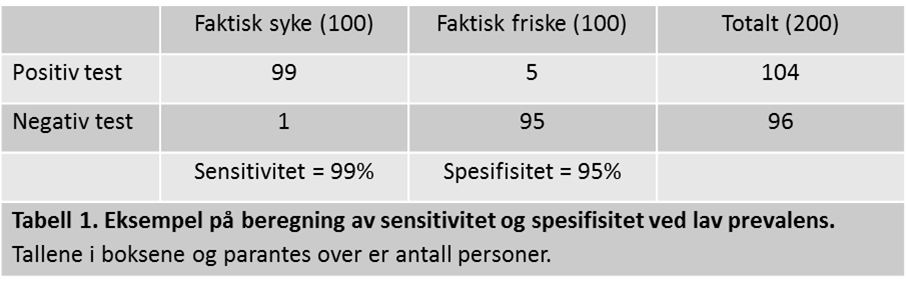 Faktisk syke (100) Faktisk friske (100) Totalt (200)
Positiv test 99 5 104
Negativ test 1 95 96
Sensitivitet = 99% Spesifisitet = 95%
Tabell 1. Eksempel på beregning av sensitivitet og spesifisitet ved lav prevalens.
Tallene i boksene og parantes over er antall personer.